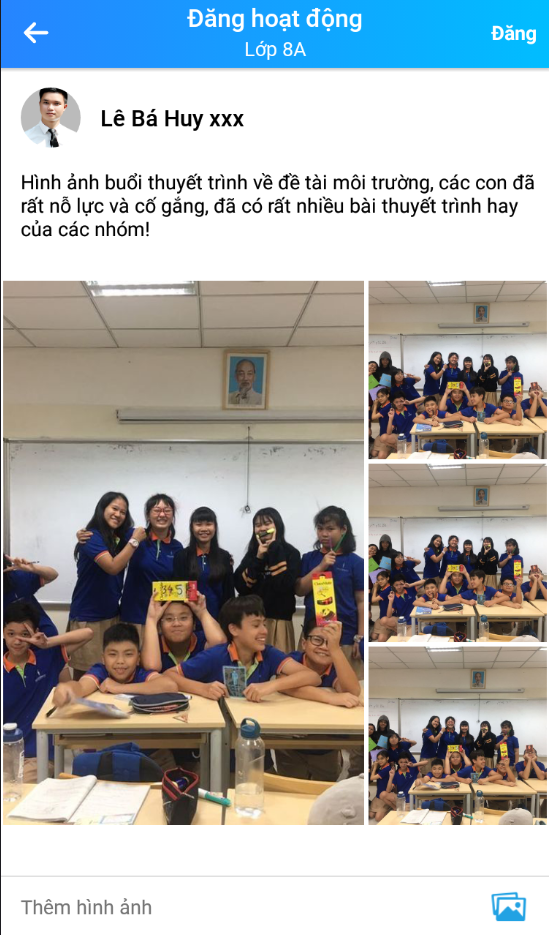 Đăng hoạt động
Lớp 8A
Đăng
Lê Bá Huy xxx
Hình ảnh buổi thuyết trình về đề tài môi trường, các con đã
rất nỗ lực và cố gắng, đã có rất nhiều bài thuyết trình hay
của các nhóm!
Thêm hình ảnh